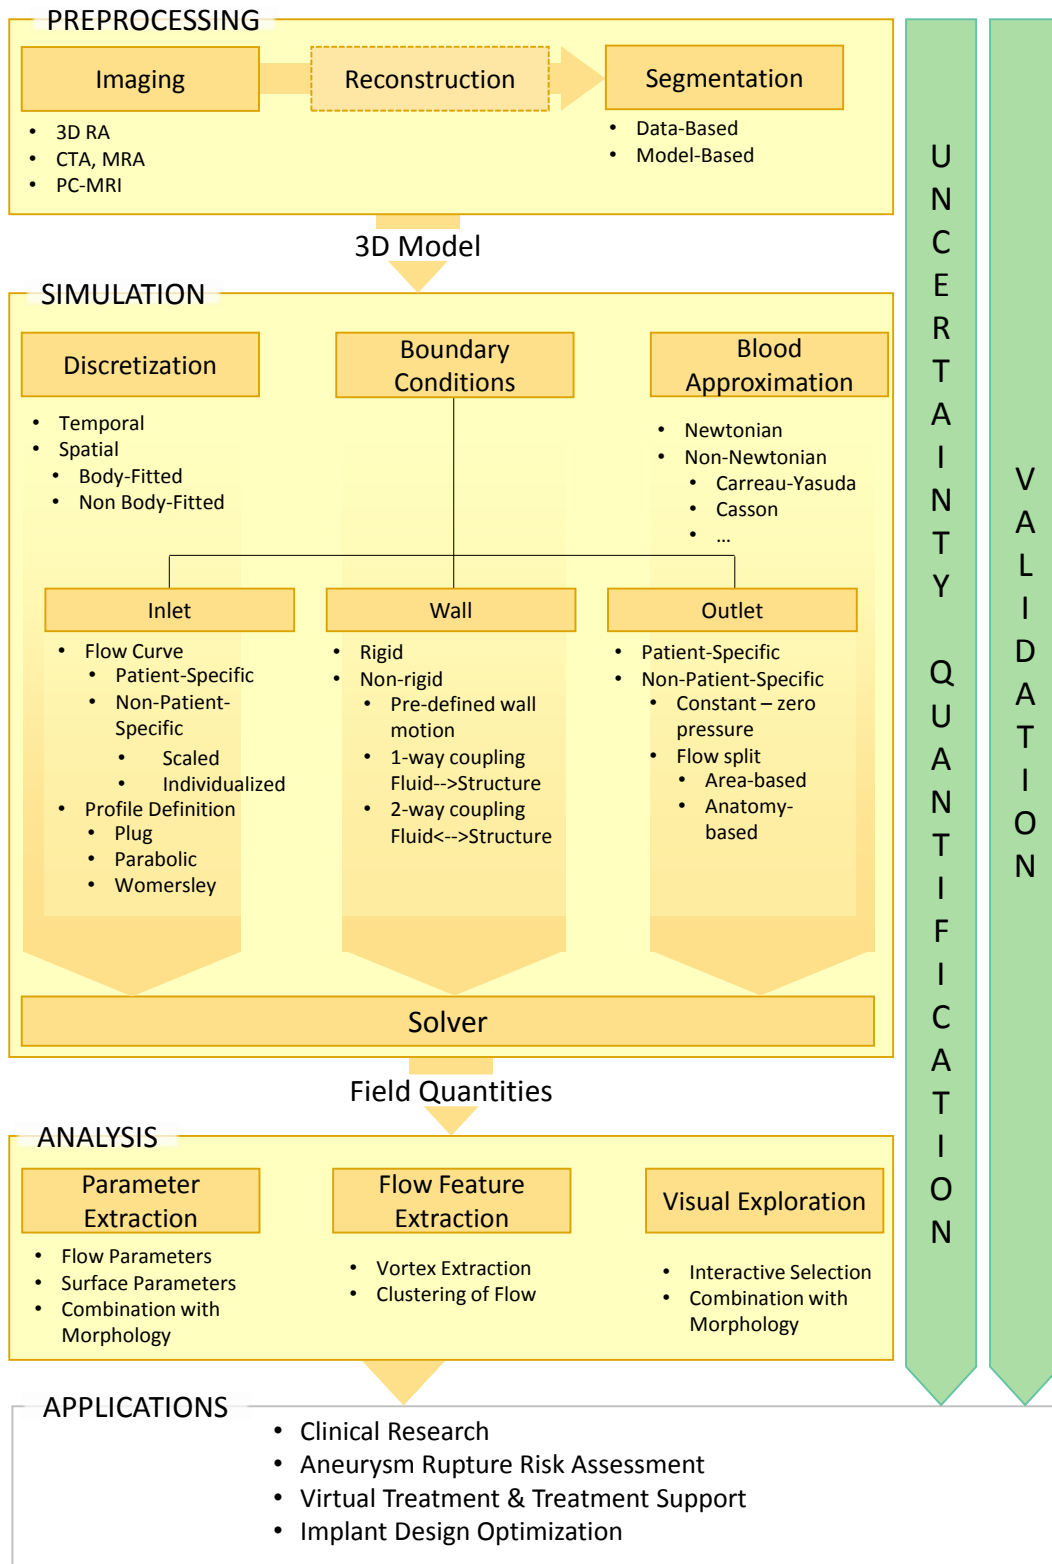 PREPROCESSING
Imaging
• 3D RA
• CTA, MRA
• PC-MRI
Reconstruction
Segmentation
• Data-Based
• Model-Based
3D Model
SIMULATION
Discretization
• Temporal
• Spatial
• Body-Fitted
• Non Body-Fitted
Boundary
Conditions
Blood
Approximation
• Newtonian
• Non-Newtonian
• Carreau-Yasuda
• Casson
• ...
Inlet
• Flow Curve
• Patient-Specific
• Non-Patient-
Specific
• Scaled
• Individualized
• Profile Definition
• Plug
• Parabolic
• Womersley
Wall
• Rigid
• Non-rigid
• Pre-defined wall
motion
• 1-way coupling
Fluid-->Structure
• 2-way coupling
Fluid<-->Structure
Outlet
• Patient-Specific
• Non-Patient-Specific
• Constant – zero
pressure
• Flow split
• Area-based
• Anatomy-
based
Solver
Field Quantities
ANALYSIS
Parameter
Extraction
• Flow Parameters
• Surface Parameters
• Combination with
Morphology
Flow Feature
Extraction
• Vortex Extraction
• Clustering of Flow
Visual Exploration
• Interactive Selection
• Combination with
Morphology
APPLICATIONS
• Clinical Research
• Aneurysm Rupture Risk Assessment
• Virtual Treatment & Treatment Support
• Implant Design Optimization
UNCERTAINTY QUANTIFICATION
VALIDATION